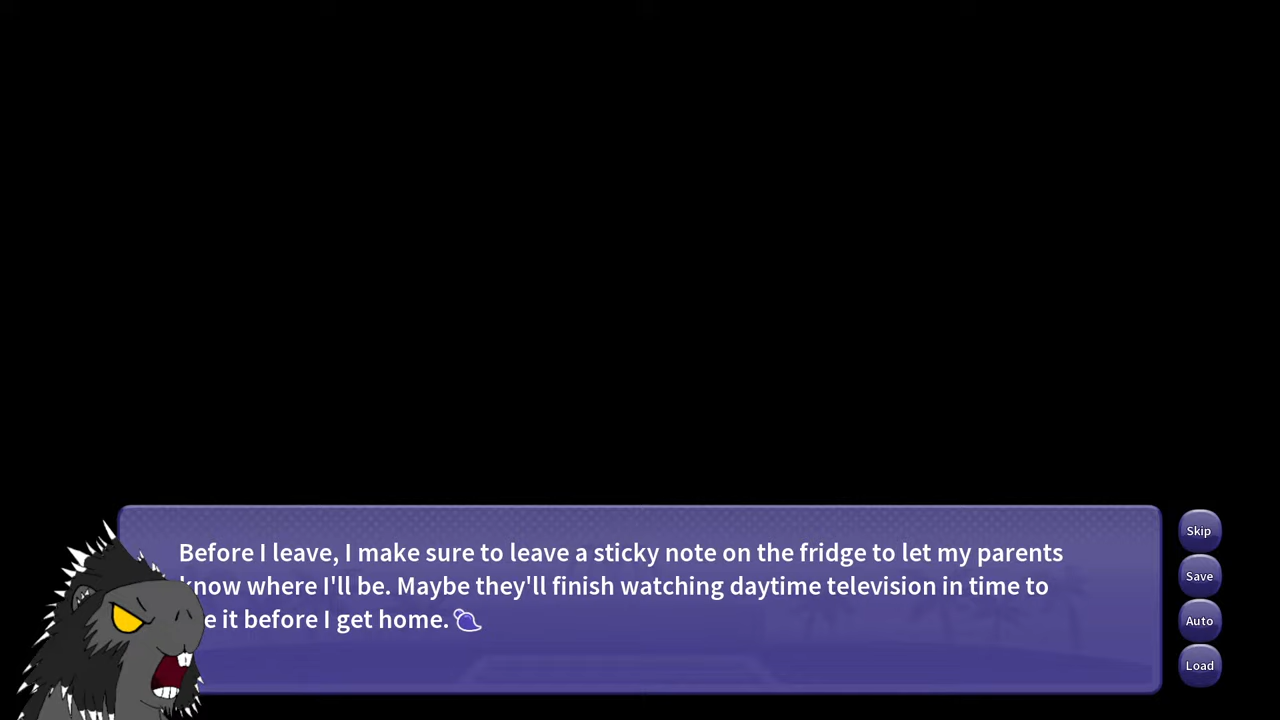 Before I leave, I make sure to leave a sticky note on the fridge to let my parents
know where I'll be. Maybe they'll finish watching daytime television in time to
e it before I get home.
Skip
Save
Auto
Load